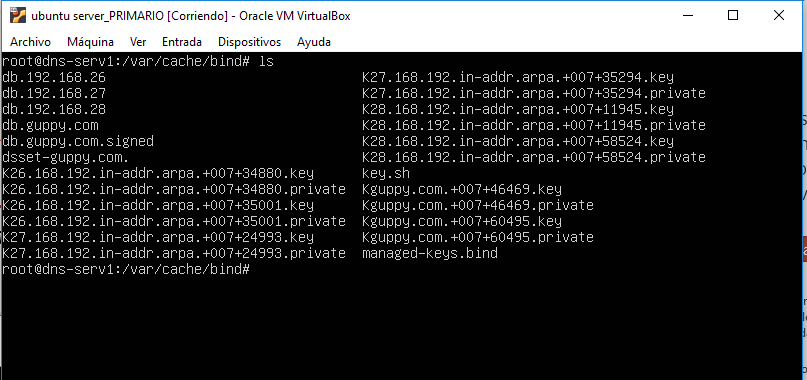 ubuntu server_PRIMARIO [Corriendo] - Oracle VM VirtualBox
Archivo Máquina Ver Entrada Dispositivos Ayuda
root@dns-serv1:/var/cache/bind# ls
db.192.168.26 K27.168.192.in-addr.arpa.+007+35294.key
db.192.168.27 K27.168.192.in-addr.arpa.+007+35294.private
db.192.168.28 K28.168.192.in-addr.arpa.+007+11945.key
db.guppy.com K28.168.192.in-addr.arpa.+007+11945.private
db.guppy.com.signed K28.168.192.in-addr.arpa.+007+58524.key
dsset-guppy.com. K28.168.192.in-addr.arpa.+007+58524.private
K26.168.192.in-addr.arpa.+007+34880.key key.sh
K26.168.192.in-addr.arpa.+007+34880.private Kguppy.com.+007+46469.key
K26.168.192.in-addr.arpa.+007+35001.key Kguppy.com.+007+46469.private
K26.168.192.in-addr.arpa.+007+35001.private Kguppy.com.+007+60495.key
K27.168.192.in-addr.arpa.+007+24993.key Kguppy.com.+007+60495.private
K27.168.192.in-addr.arpa.+007+24993.private managed-keys.bind
root@dns-serv1:/var/cache/bind#